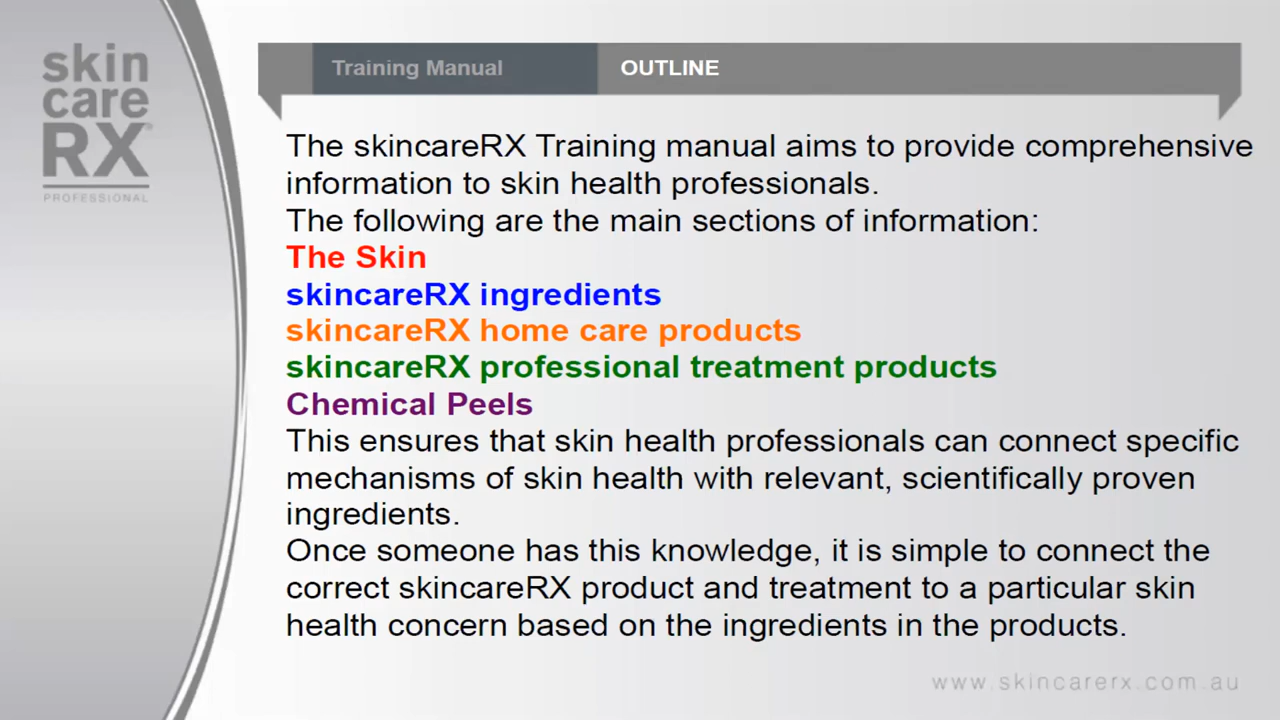 skin
care
RX®
PROFESSIONAL
Training Manual OUTLINE
The skincareRX Training manual aims to provide comprehensive
information to skin health professionals.
The following are the main sections of information:
The Skin
skincareRX ingredients
skincareRX home care products
skincareRX professional treatment products
Chemical Peels
This ensures that skin health professionals can connect specific
mechanisms of skin health with relevant, scientifically proven
ingredients.
Once someone has this knowledge, it is simple to connect the
correct skincareRX product and treatment to a particular skin
health concern based on the ingredients in the products.
www.skincarerx.com.au